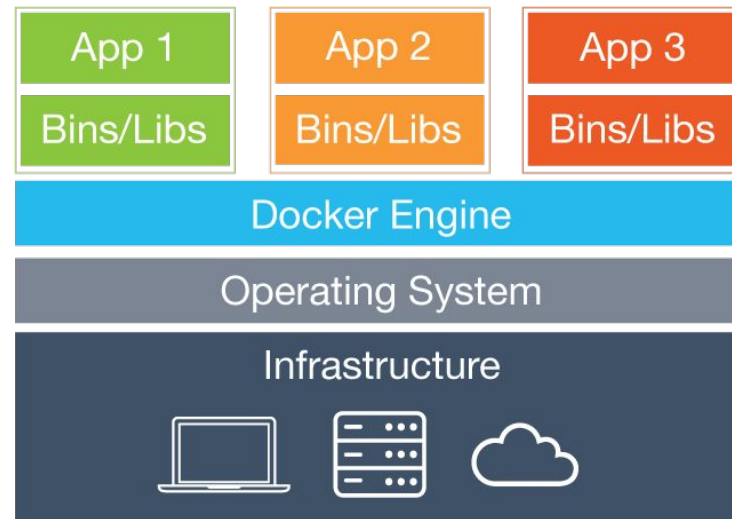 App 1
App 2
App 3
Bins/Libs
Bins/Libs
Bins/Libs
Docker Engine
Operating System
Infrastructure